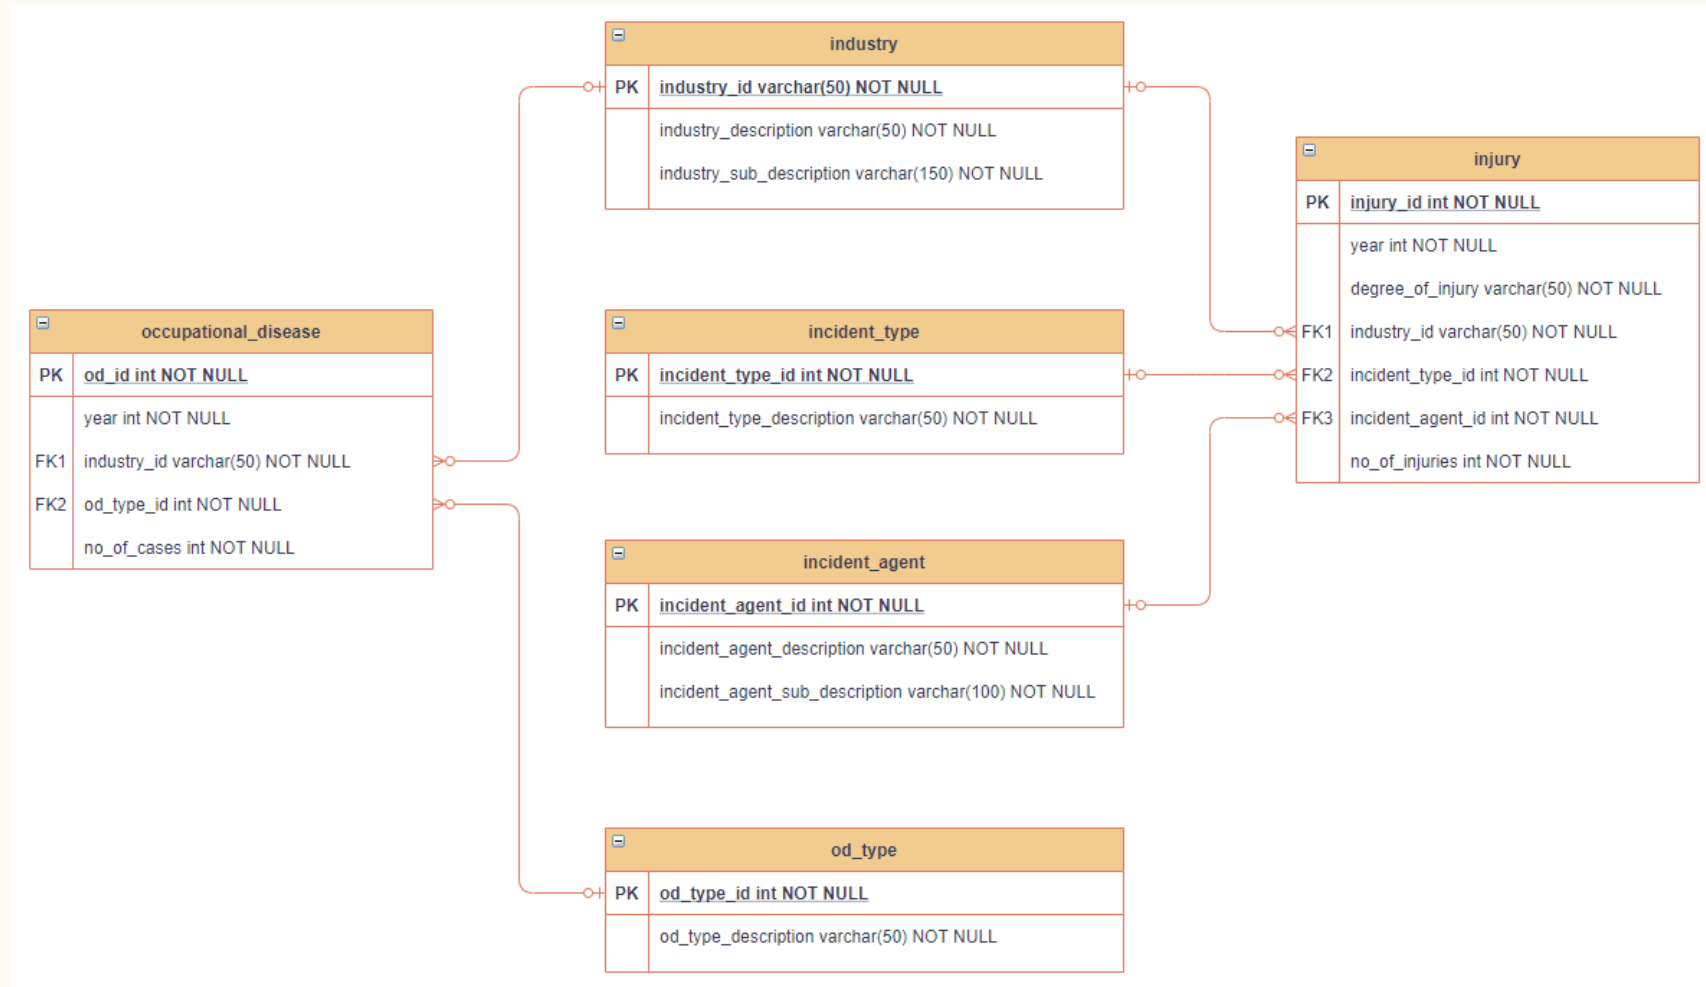 industry
PK industry_id varchar(50) NOT NULL
industry_description varchar(50) NOT NULL
industry_sub_description varchar(150) NOT NULL
injury
PK injury_id int NOT NULL
year int NOT NULL
degree_of_injury varchar(50) NOT NULL
FK1 industry_id varchar(50) NOT NULL
FK2 incident_type_id int NOT NULL
FK3 incident_agent_id int NOT NULL
no_of_injuries int NOT NULL
occupational_disease
PK od_id int NOT NULL
year int NOT NULL
FK1 industry_id varchar(50) NOT NULL
FK2 od_type_id int NOT NULL
no_of_cases int NOT NULL
incident_type
PK incident_type_id int NOT NULL
incident_type_description varchar(50) NOT NULL
incident_agent
PK incident_agent_id int NOT NULL
incident_agent_description varchar(50) NOT NULL
incident_agent_sub_description varchar(100) NOT NULL
od_type
PK od_type_id int NOT NULL
od_type_description varchar(50) NOT NULL